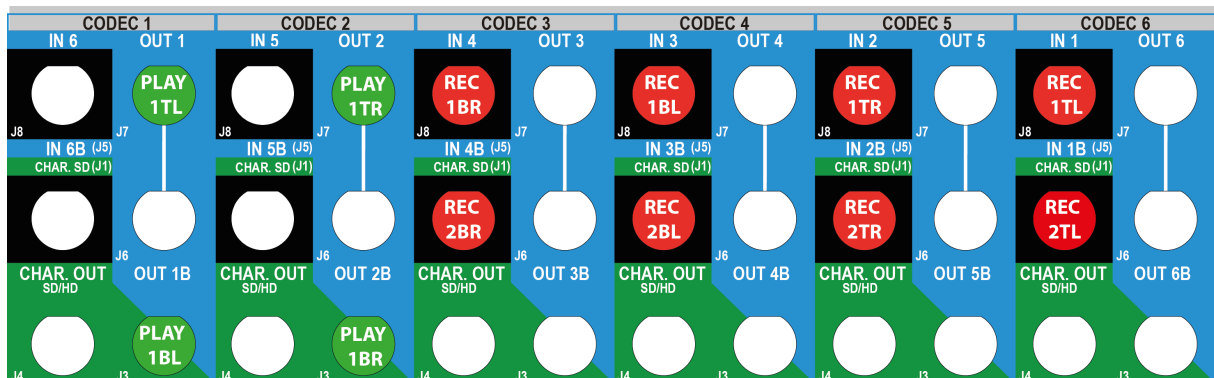 CODEC 1 CODEC 2 CODEC 3 CODEC 4 CODEC 5 CODEC 6
IN 6 OUT 1 IN 5 OUT 2 IN 4 OUT 3 IN 3 OUT 4 IN 2 OUT 5 IN 1 OUT 6
PLAY PLAY REC REC REC REC
1TL 1TR 1BR 1BL 1TR 1TL
J8 J7 J8 J7 J8 J7 J8 J7 J8 J7 J8 J7
IN 6B (J5) IN 5B (J5) IN 4B (J5) IN 3B (J5) IN 2B (J5) IN 1B (J5)
CHAR. SD (J1) CHAR. SD (J1) CHAR. SD (J1) CHAR. SD (J1) CHAR. SD (J1) CHAR. SD (J1)
REC REC REC REC
2BR 2BL 2TR 2TL
J6 J6 J6 J6 J6 J6
CHAR. OUT OUT 1B CHAR. OUT OUT 2B CHAR. OUT OUT 3B CHAR. OUT OUT 4B CHAR. OUT OUT 5B CHAR. OUT OUT 6B
SD/HD SD/HD SD/HD SD/HD SD/HD SD/HD
PLAY PLAY
1BL 1BR
J4 J3 J4 J3 J4 J3 J4 J3 J4 J3 J4 J3